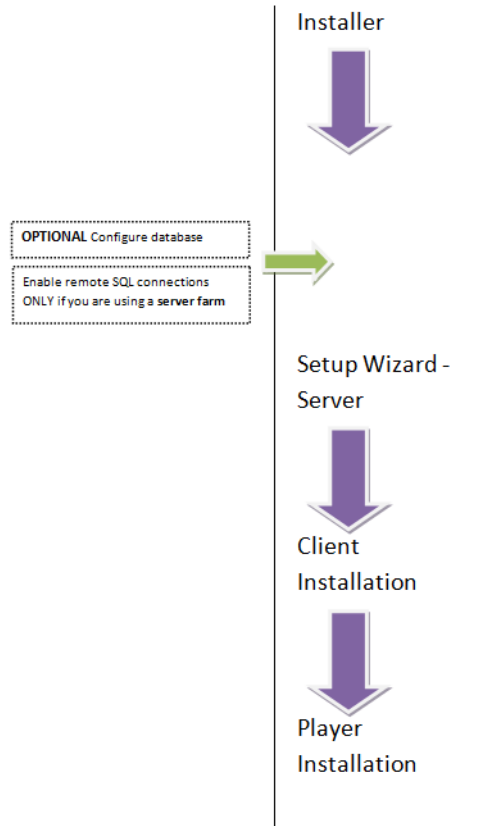 Installer
OPTIONAL Configure database
Enable remote SQL connections
ONLY if you are using a server farm
Setup Wizard -
Server
Client
Installation
Player
Installation